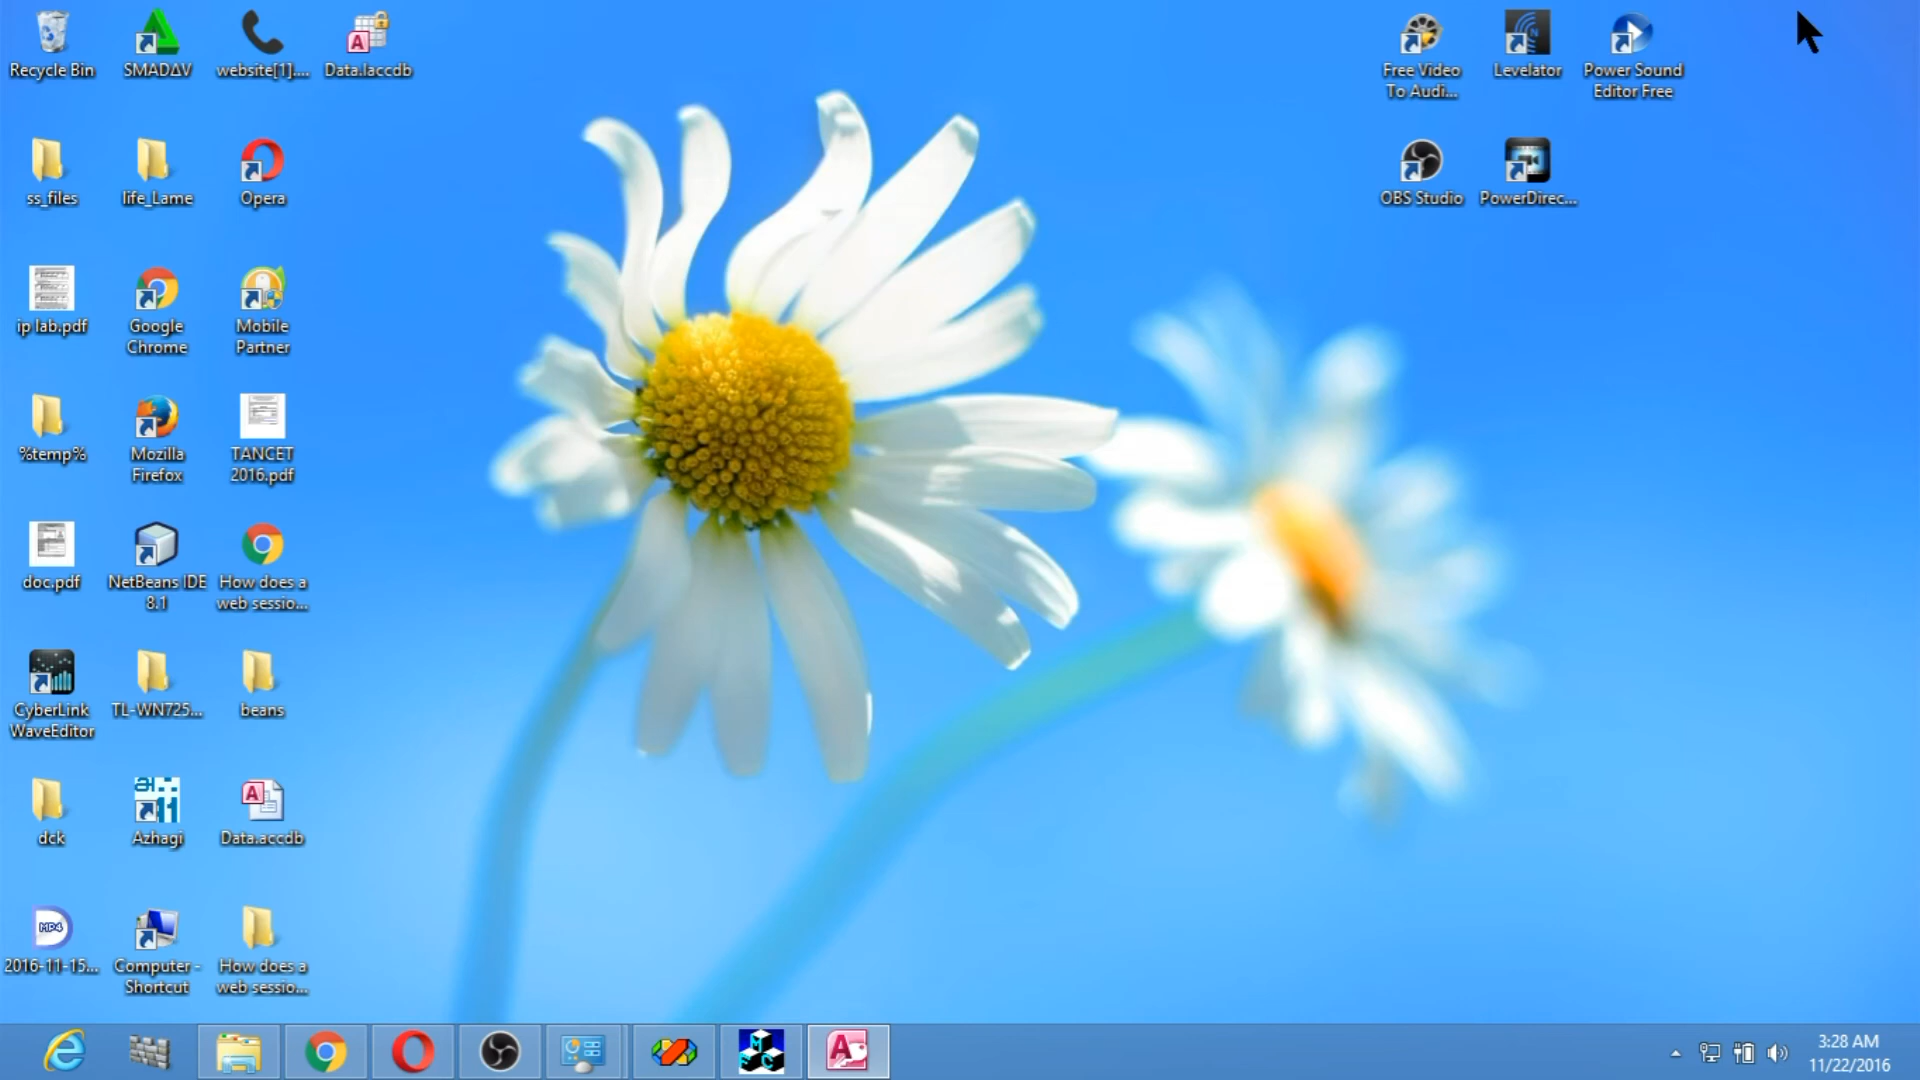 Recycle Bin
SMADΔV
website[1]....
Data.laccdb
Free Video
To Audi...
Levelator
Power Sound
Editor Free
ss_files
life_Lame
Opera
OBS Studio
PowerDirec...
ip lab.pdf
Google
Chrome
Mobile
Partner
%temp%
Mozilla
Firefox
TANCET
2016.pdf
doc.pdf
NetBeans IDE
8.1
How does a
web sessio...
CyberLink
WaveEditor
TL-WN725...
beans
dck
Azhagi
Data.accdb
MP4
2016-11-15...
Computer -
Shortcut
How does a
web sessio...
3:28 AM
11/22/2016